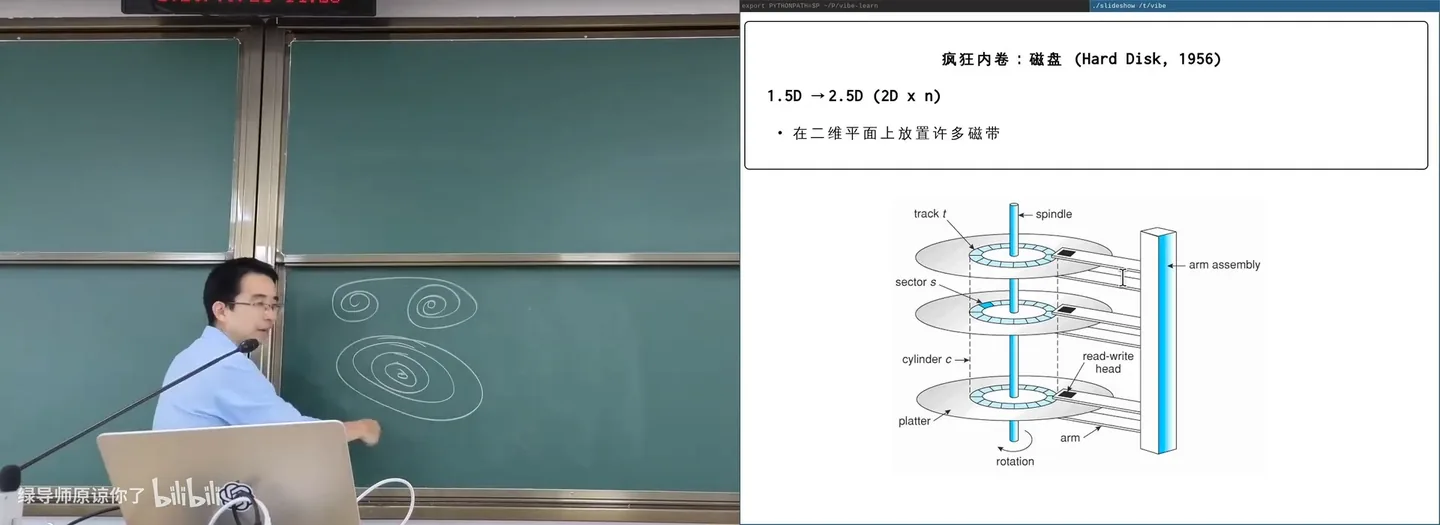 export PYTHONPATH=$P ~/P/vibe-learn
./slideshow /t/vibe
疯狂内卷：磁盘 (Hard Disk, 1956)
1.5D →2.5D (2D x n)
• 在二维平面上放置许多磁带
track t
spindle
arm assembly
sector s
cylinder c
read-write
head
platter
arm
rotation
绿导师原谅你了 bilibili